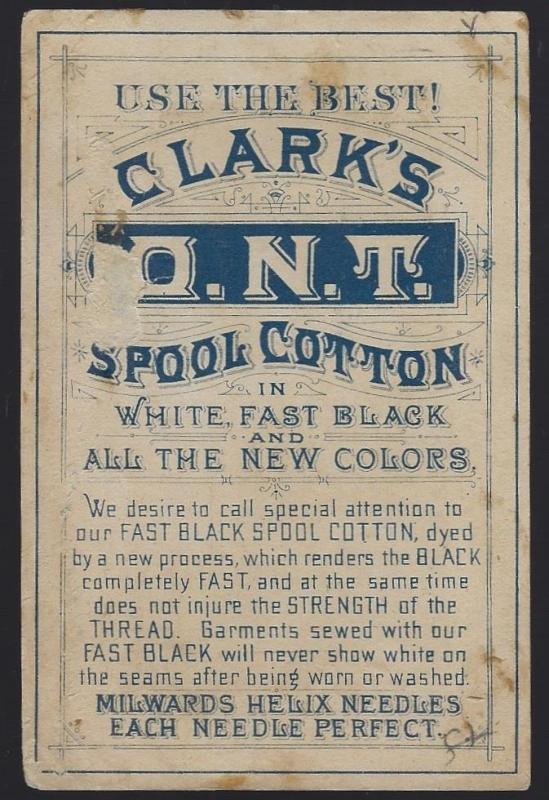 USE THE BEST!
CLARK'S
O.N.T.
SPOOL COTTON
IN
WHITE, FAST BLACK
AND
ALL THE NEW COLORS.
We desire to call special attention to
our FAST BLACK SPOOL COTTON, dyed
by a new process, which renders the BLACK
completely FAST, and at the same time
does not injure the STRENGTH of the
THREAD. Garments sewed with our
FAST BLACK will never show white on
the seams after being worn or washed.
MILWARDS HELIX NEEDLES
EACH NEEDLE PERFECT.